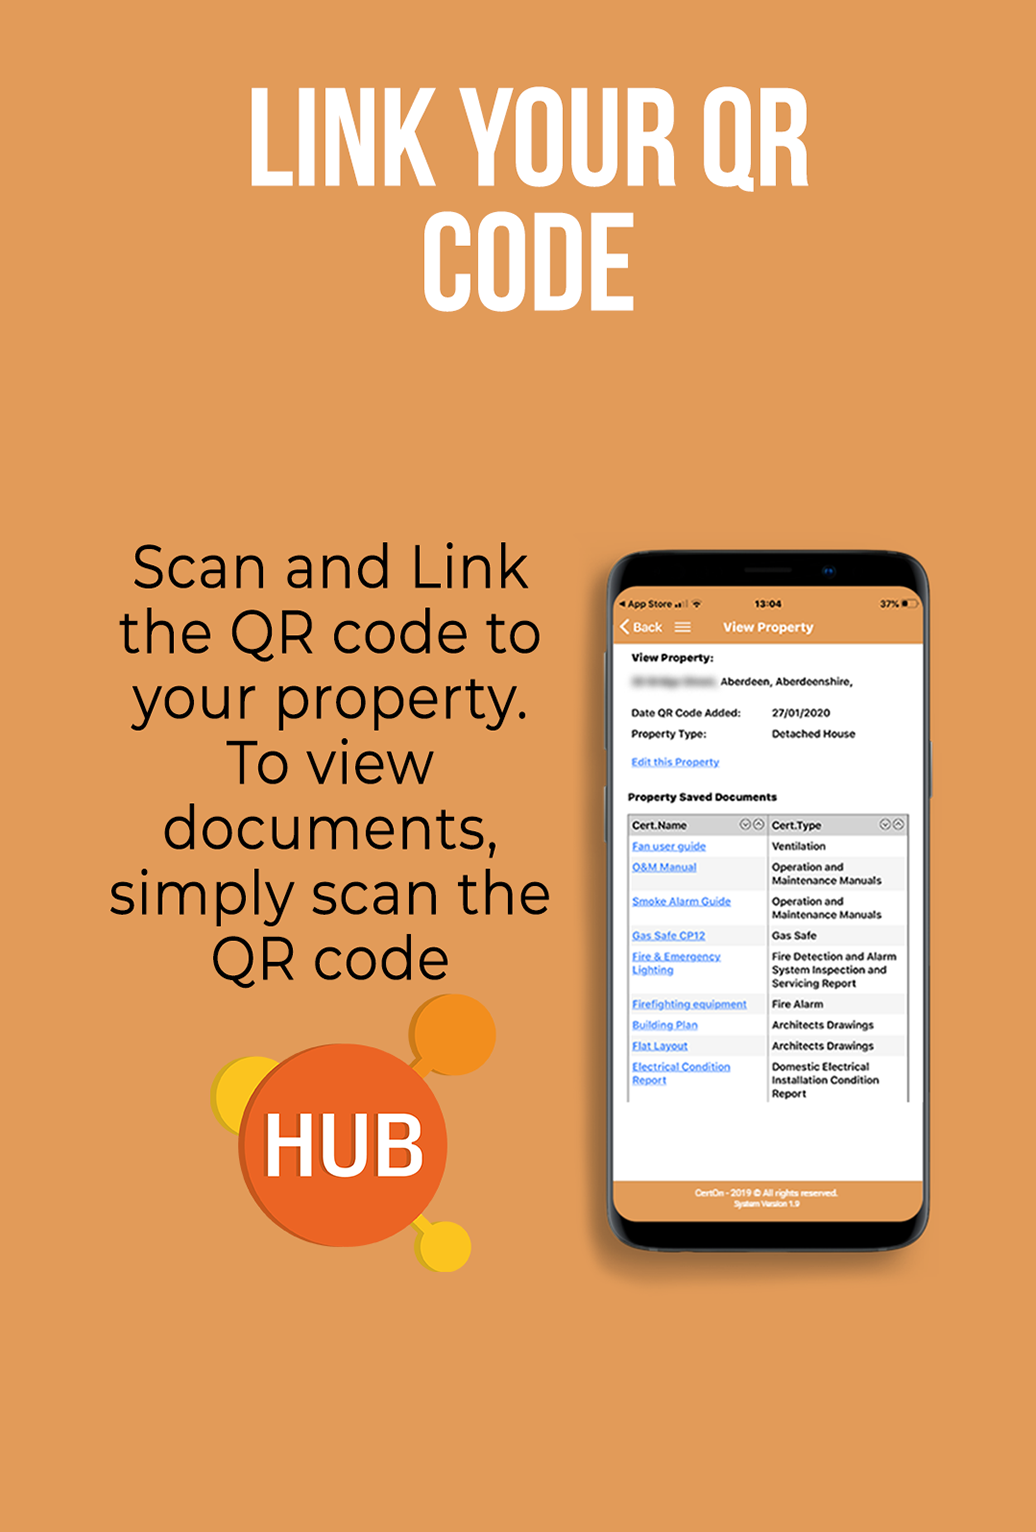 LINK YOUR QR
CODE
Scan and Link
the QR code to
your property.
To view
documents,
simply scan the
QR code
HUB
App Store 13:04 37%
Back View Property
View Property:
Aberdeen, Aberdeenshire,
Date QR Code Added: 27/01/2020
Property Type: Detached House
Edit this Property
Property Saved Documents
Cert.Name Cert.Type
Fan user guide Ventilation
O&M Manual Operation and
Maintenance Manuals
Smoke Alarm Guide Operation and
Maintenance Manuals
Gas Safe CP12 Gas Safe
Fire & Emergency Fire Detection and Alarm
Lighting System Inspection and
Servicing Report
Firefighting equipment Fire Alarm
Building Plan Architects Drawings
Flat Layout Architects Drawings
Electrical Condition Domestic Electrical
Report Installation Condition
Report
CertOn - 2019 © All rights reserved.
System Version 1.9